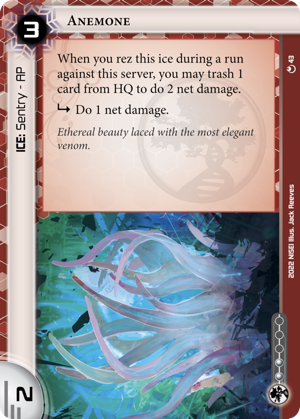 3
ANEMONE
When you rez this ice during a run
against this server, you may trash 1
card from HQ to do 2 net damage.
↳ Do 1 net damage.
Ethereal beauty laced with the most elegant
venom.
ICE: Sentry - AP
43
2022 NISEI Illus. Jack Reeves
2